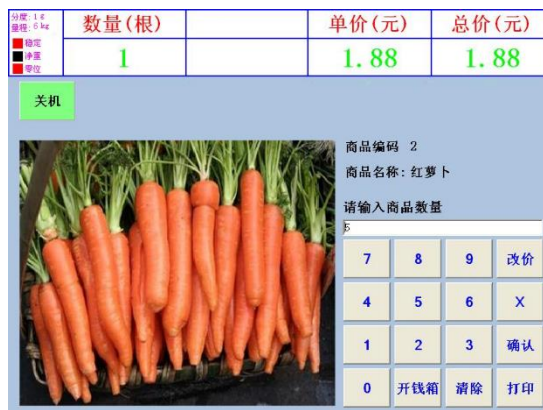 分度: 1g
量程: 6kg
稳定
净重
零位
数量(根)
单价(元)
总价(元)
1
1.88
1.88
关机
商品编码 2
商品名称: 红萝卜
请输入商品数量
5
7 8 9 改价
4 5 6 X
1 2 3 确认
0 开钱箱 清除 打印